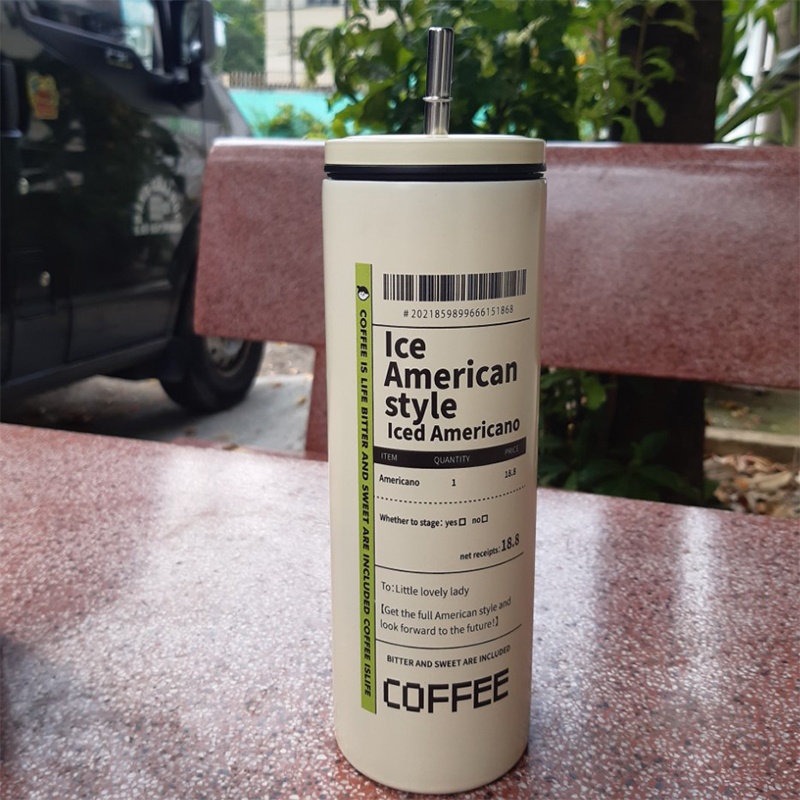 #2021859899666151868
Ice
American
style
Iced Americano
ITEM QUANTITY PRICE
Americano 1 18.8
Whether to stage: yes□ no□
net receipts:18.8
To:Little lovely lady
【Get the full American style and
look forward to the future!】
BITTER AND SWEET ARE INCLUDED
COFFEE
COFFEE IS LIFE BITTER AND SWEET ARE INCLUDED COFFEE ISLIFE